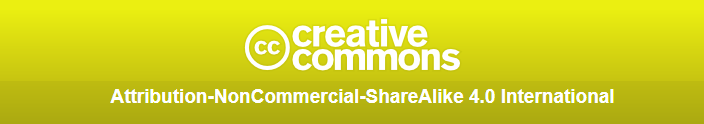 cc
creative
commons
Attribution-NonCommercial-ShareAlike 4.0 International